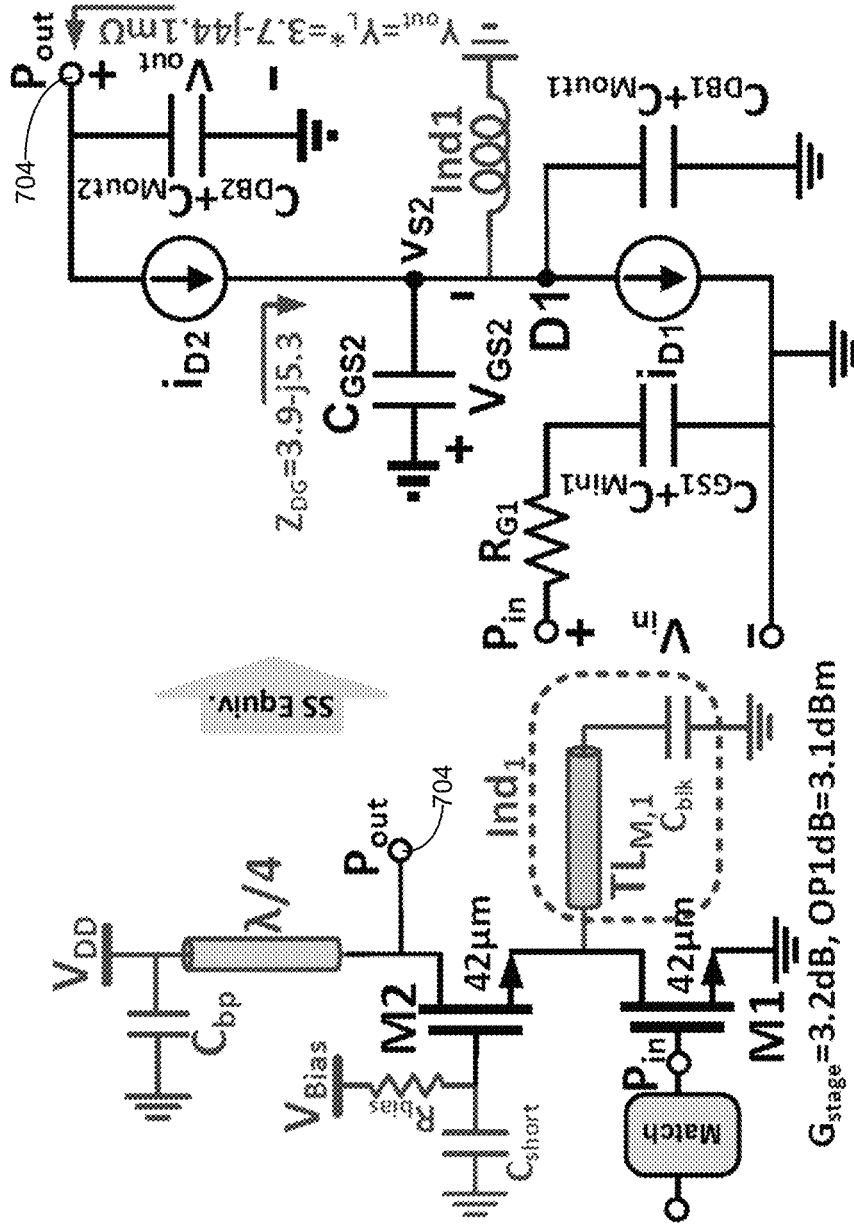 704
P_out
+
V_out
−
C_DB2+C_Mout2
Y_out=Y_L*=3.7-j44.1m℧
i_D2
Z_DG=3.9-j5.3
V_S2
Ind1
C_GS2
−
V_GS2
+
D1
C_DB1+C_Mout1
i_D1
R_G1
C_GS1+C_Min1
P_in
+
V_in
−
SS Equiv.
V_DD
λ/4
C_bp
P_out
704
V_Bias
R_bias
M2
42µm
C_short
Ind_1
TL_M,1
C_blk
P_in
42µm
M1
Match
G_stage=3.2dB, OP1dB=3.1dBm